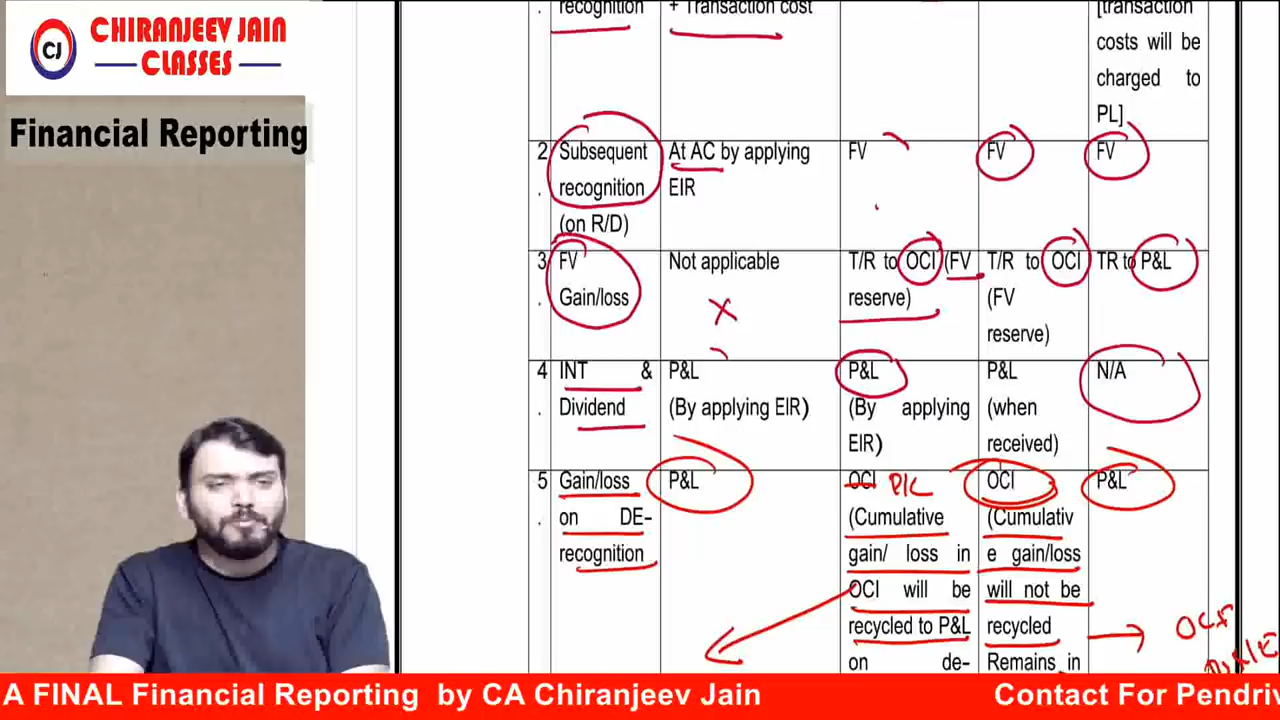 CHIRANJEEV JAIN
CJ
CLASSES
Financial Reporting
. recognition + Transaction cost [transaction
costs will be
charged to
PL]
2 Subsequent At AC by applying FV FV FV
. recognition EIR
(on R/D)
3 FV Not applicable T/R to OCI (FV T/R to OCI TR to P&L
. Gain/loss reserve) (FV
reserve)
4 INT & P&L P&L P&L N/A
. Dividend (By applying EIR) (By applying (when
EIR) received)
5 Gain/loss P&L OCI P/L OCI P&L
. on DE- (Cumulative (Cumulativ
recognition gain/ loss in e gain/loss
OCI will be will not be
recycled to P&L recycled
on de- Remains in
A FINAL Financial Reporting by CA Chiranjeev Jain Contact For Pendriv